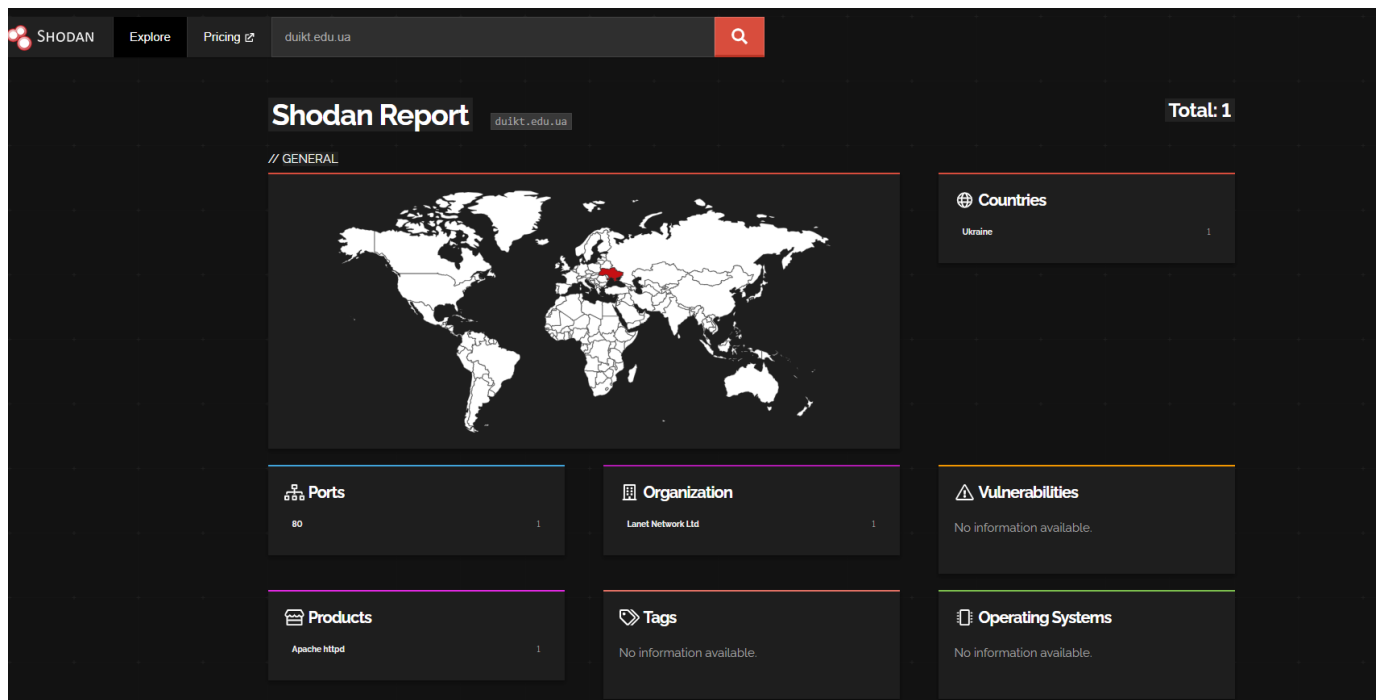 SHODAN Explore Pricing duikt.edu.ua
Shodan Report duikt.edu.ua Total: 1
// GENERAL
Countries
Ukraine 1
Ports
80 1
Organization
Lanet Network Ltd 1
Vulnerabilities
No information available.
Products
Apache httpd 1
Tags
No information available.
Operating Systems
No information available.